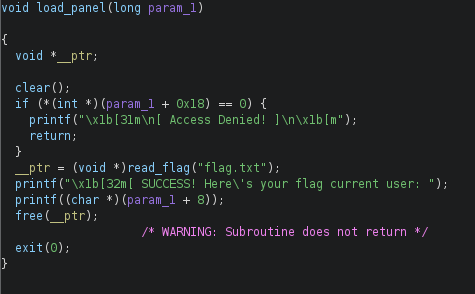 void load_panel(long param_1)
{
void *__ptr;
clear();
if (*(int *)(param_1 + 0x18) == 0) {
printf("\x1b[31m\n[ Access Denied! ]\n\x1b[m");
return;
}
__ptr = (void *)read_flag("flag.txt");
printf("\x1b[32m[ SUCCESS! Here\'s your flag current user: ");
printf((char *)(param_1 + 8));
free(__ptr);
/* WARNING: Subroutine does not return */
exit(0);
}